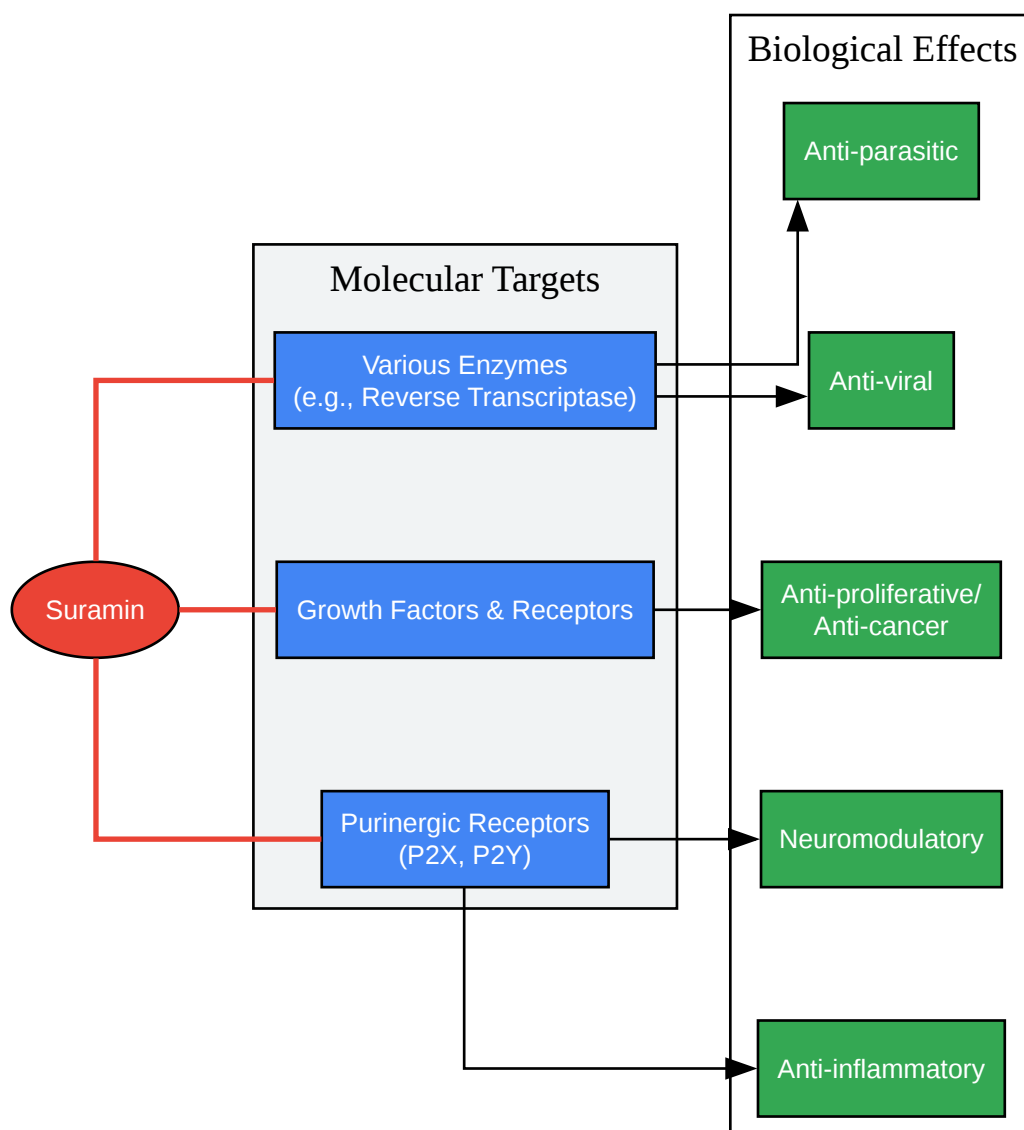 Biological Effects
Anti-parasitic
Molecular Targets
Various Enzymes
(e.g., Reverse Transcriptase)
Anti-viral
Suramin
Growth Factors & Receptors
Anti-proliferative/
Anti-cancer
Purinergic Receptors
(P2X, P2Y)
Neuromodulatory
Anti-inflammatory